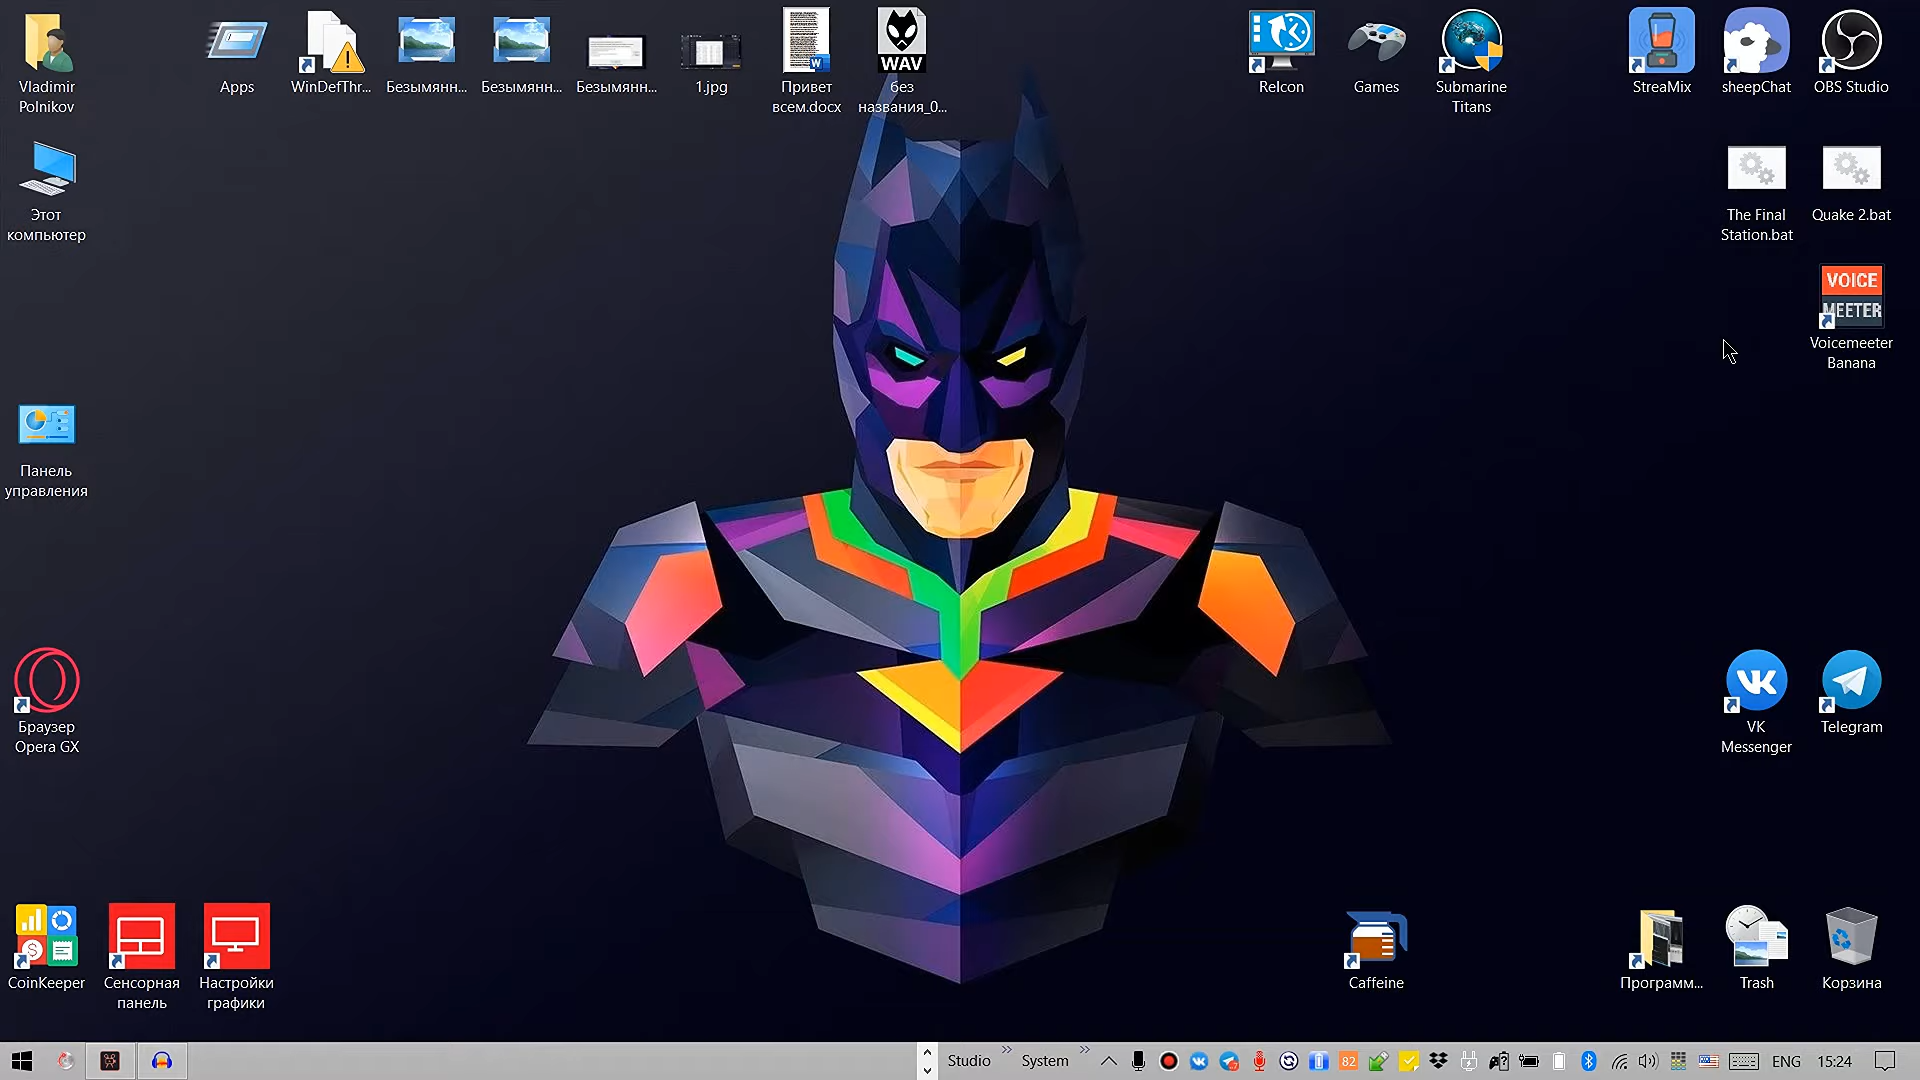 Vladimir
Polnikov
Apps
WinDefThr...
Безымянн...
Безымянн...
Безымянн...
1.jpg
Привет
всем.docx
WAV
без
названия_0...
ReIcon
Games
Submarine
Titans
StreaMix
sheepChat
OBS Studio
Этот
компьютер
The Final
Station.bat
Quake 2.bat
VOICE
MEETER
Voicemeeter
Banana
Панель
управления
Браузер
Opera GX
VK
Messenger
Telegram
CoinKeeper
Сенсорная
панель
Настройки
графики
Caffeine
Программ...
Trash
Корзина
Studio
System
82
ENG
15:24